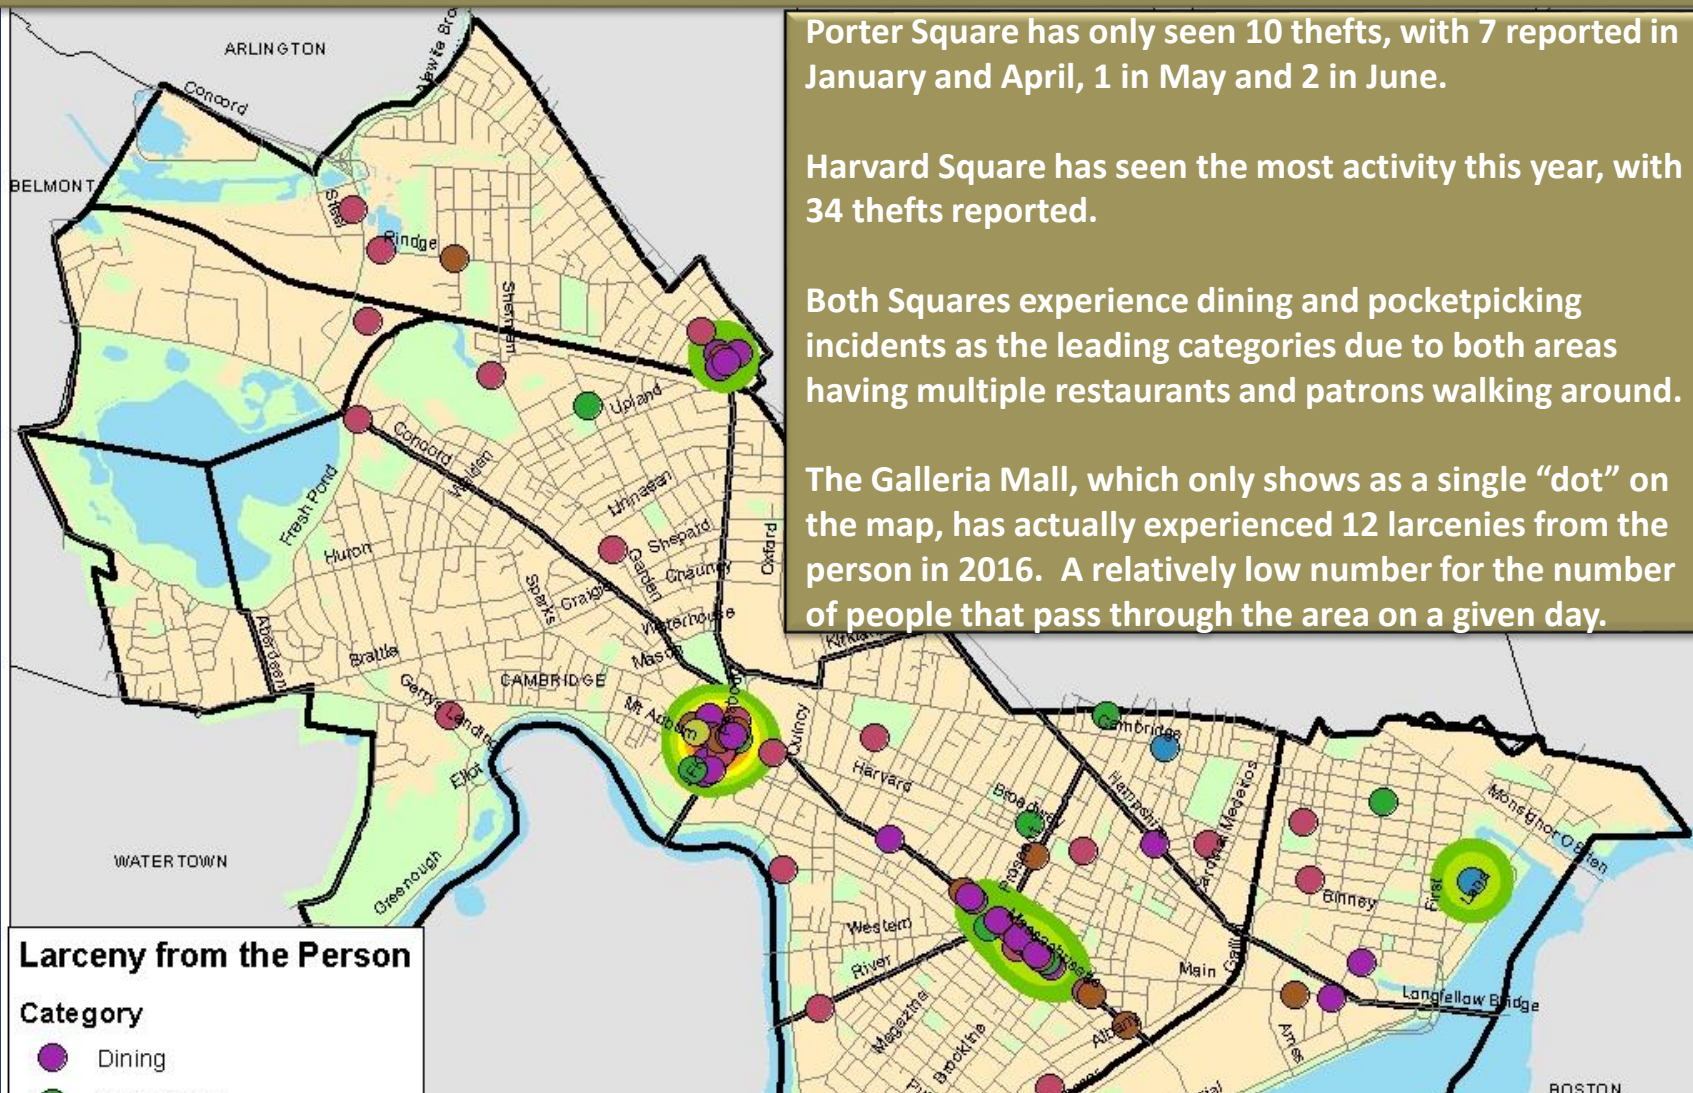 Porter Square has only seen 10 thefts, with 7 reported in
January and April, 1 in May and 2 in June.
Harvard Square has seen the most activity this year, with
34 thefts reported.
Both Squares experience dining and pocketpicking
incidents as the leading categories due to both areas
having multiple restaurants and patrons walking around.
The Galleria Mall, which only shows as a single “dot” on
the map, has actually experienced 12 larcenies from the
person in 2016. A relatively low number for the number
of people that pass through the area on a given day.
ARLINGTON
Concord
BELMONT
Rindge
Sherman
Upland
Concord
Walden
Fresh Pond
Linnaean
Huron
Shepard
Garden
Chauncy
Oxford
Sparks
Craigie
Waterhouse
Aberdeen
Brattle
Mason
CAMBRIDGE
Gerrys Landing
Mt Auburn
Quincy
Cambridge
Eliot
Harvard
Hampshire
Cardinal Medeiros
Monsignor O'Brien
WATERTOWN
Greenough
Broadway
First
Land
Binney
Massachusetts
Western
River
Main
Longfellow Bridge
Magazine
Brookline
Albany
Ames
BOSTON
Larceny from the Person
Category
Dining